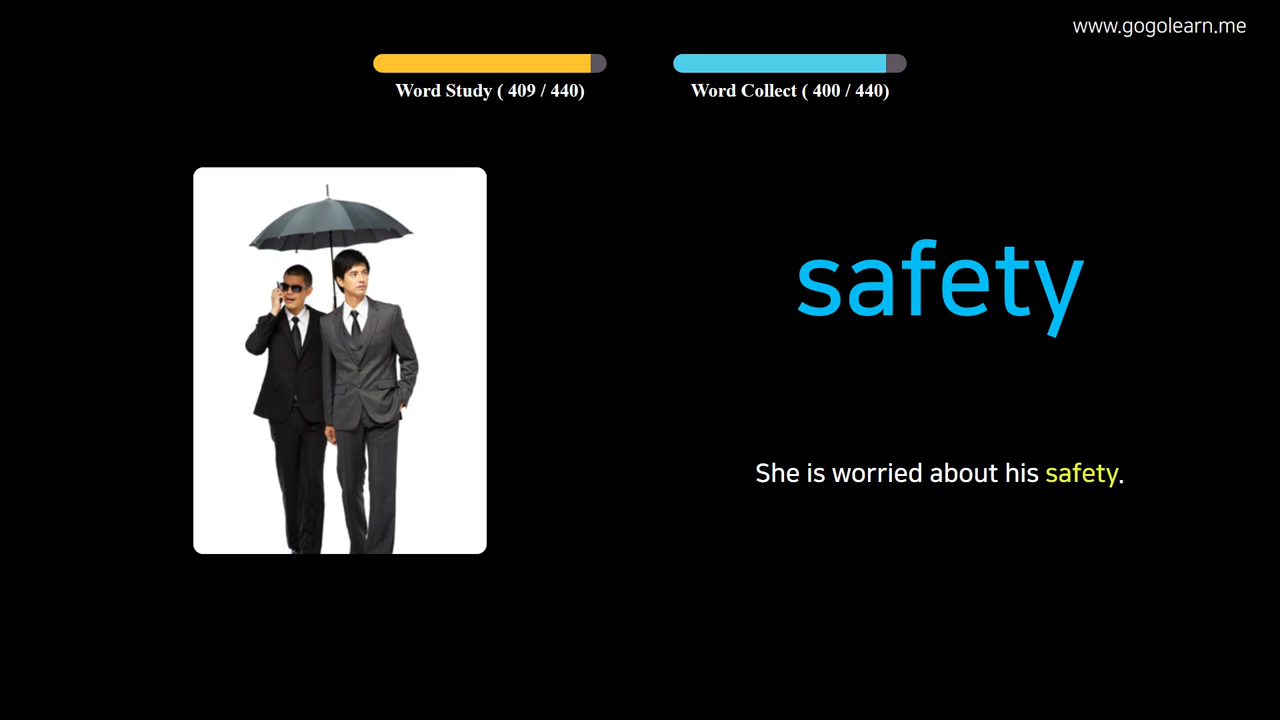 www.gogolearn.me
Word Study ( 409 / 440)
Word Collect ( 400 / 440)
safety
She is worried about his safety.